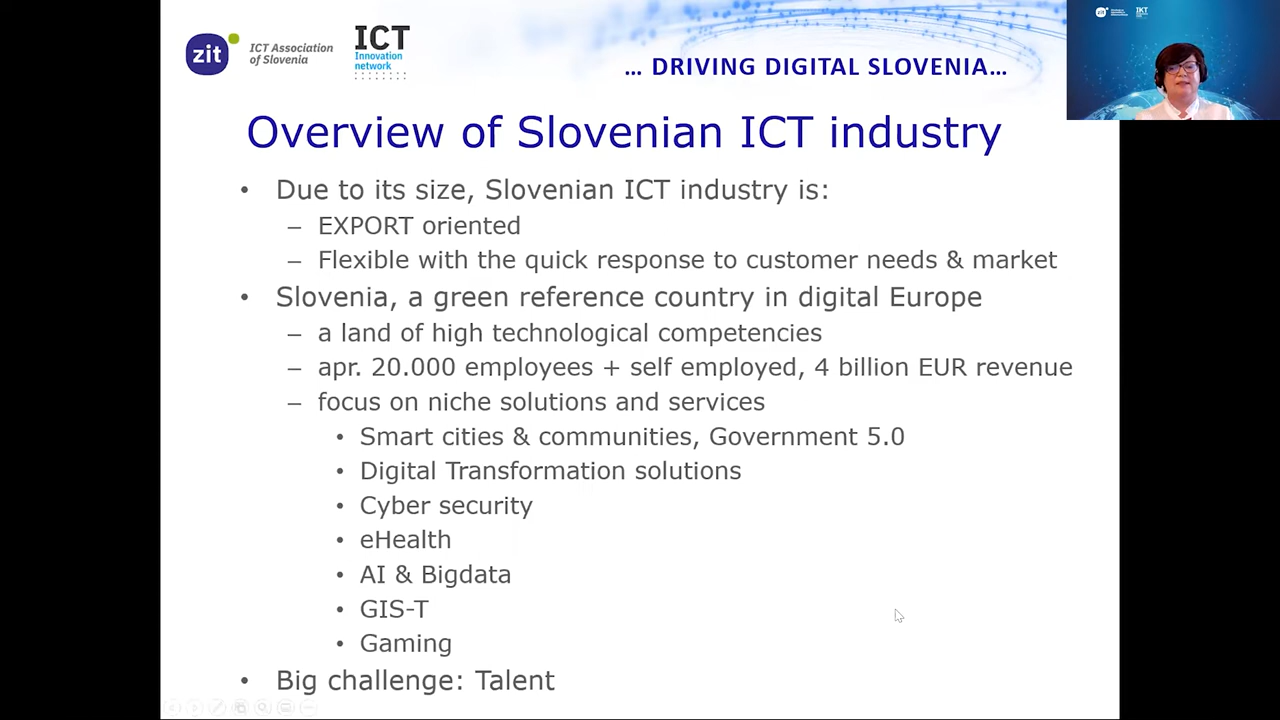 zit
ICT Association
of Slovenia
ICT
Innovation
network
... DRIVING DIGITAL SLOVENIA...
zit
IKT
Overview of Slovenian ICT industry
• Due to its size, Slovenian ICT industry is:
– EXPORT oriented
– Flexible with the quick response to customer needs & market
• Slovenia, a green reference country in digital Europe
– a land of high technological competencies
– apr. 20.000 employees + self employed, 4 billion EUR revenue
– focus on niche solutions and services
• Smart cities & communities, Government 5.0
• Digital Transformation solutions
• Cyber security
• eHealth
• AI & Bigdata
• GIS-T
• Gaming
• Big challenge: Talent